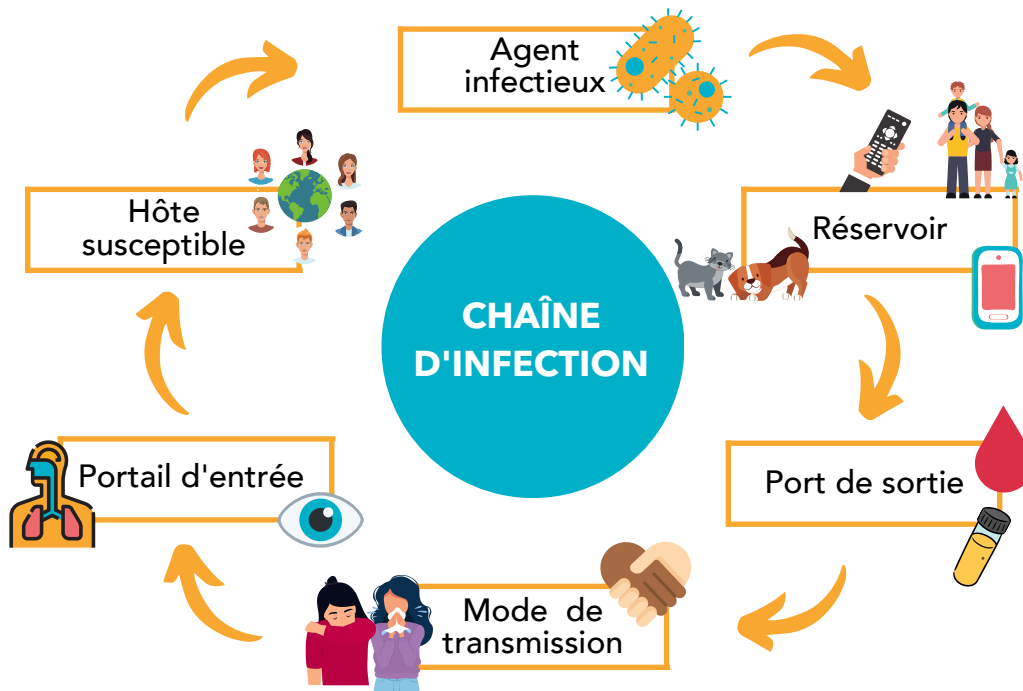 Agent
infectieux
Réservoir
Port de sortie
Mode de
transmission
Portail d'entrée
Hôte
susceptible
CHAÎNE
D'INFECTION